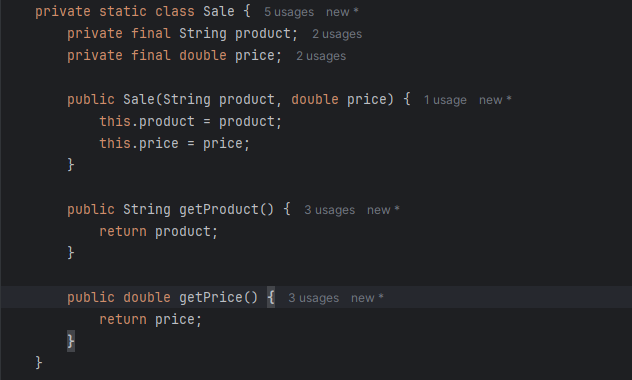 private static class Sale { 5 usages new *
private final String product; 2 usages
private final double price; 2 usages
public Sale(String product, double price) { 1 usage new *
this.product = product;
this.price = price;
}
public String getProduct() { 3 usages new *
return product;
}
public double getPrice() { 3 usages new *
return price;
}
}